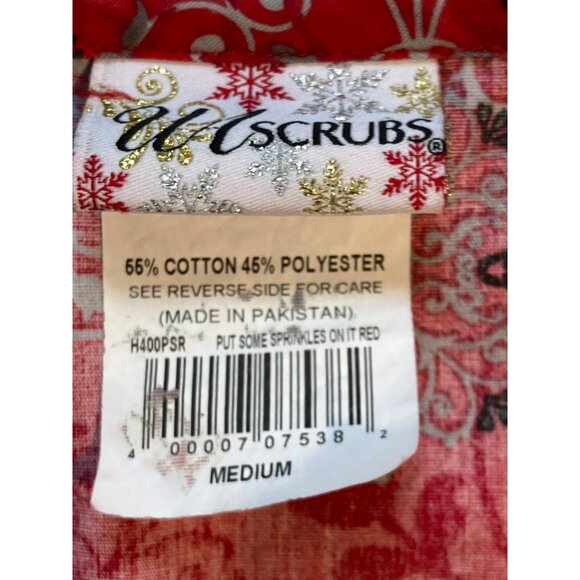 UA SCRUBS®
55% COTTON 45% POLYESTER
SEE REVERSE SIDE FOR CARE
(MADE IN PAKISTAN)
H400PSR PUT SOME SPRINKLES ON IT RED
4 00007 07538 2
MEDIUM